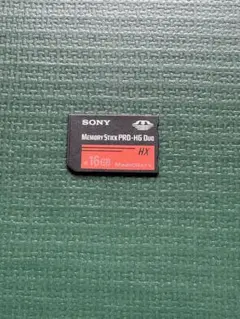 SONY
MEMORY STICK PRO-HG DUO
HX
16GB